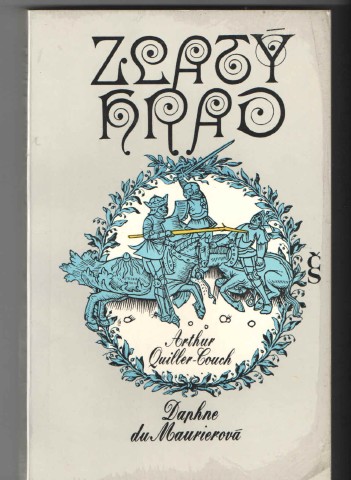 ZLATÝ
HRAD
Š
Arthur
Quiller-Couch
Daphne
du Maurierová